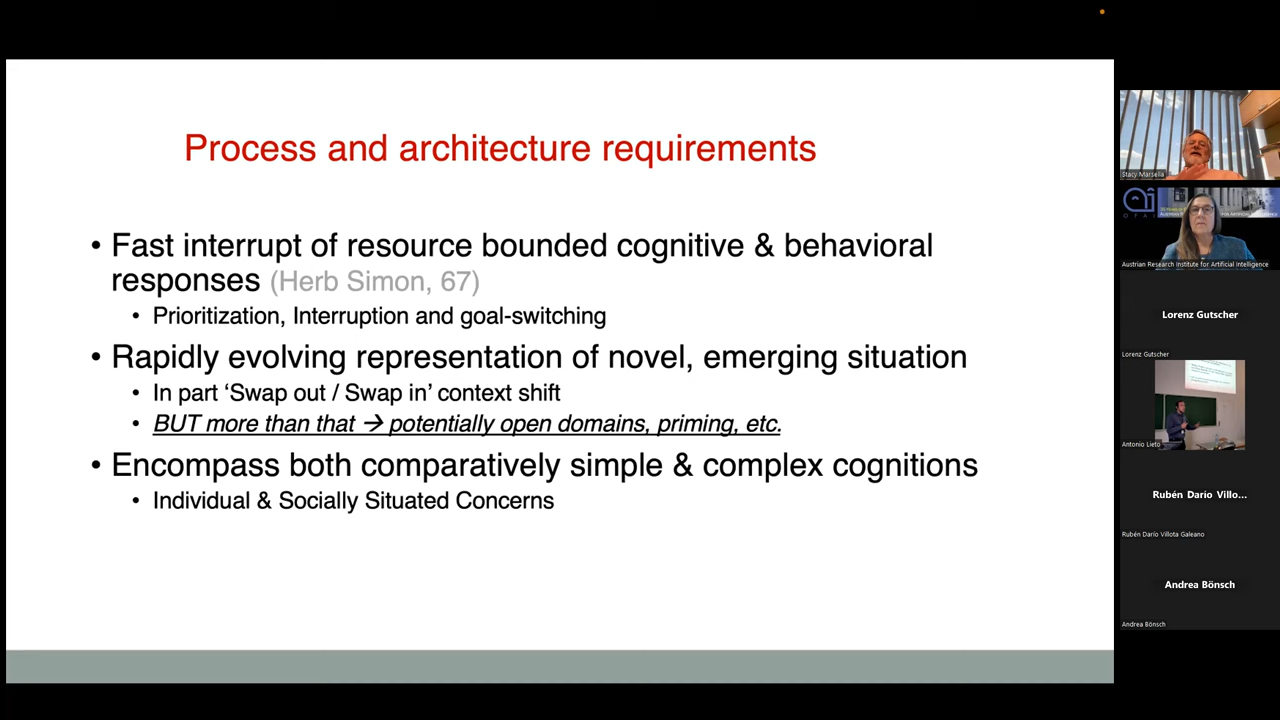 Process and architecture requirements
• Fast interrupt of resource bounded cognitive & behavioral
responses (Herb Simon, 67)
• Prioritization, Interruption and goal-switching
• Rapidly evolving representation of novel, emerging situation
• In part ‘Swap out / Swap in’ context shift
• BUT more than that → potentially open domains, priming, etc.
• Encompass both comparatively simple & complex cognitions
• Individual & Socially Situated Concerns
Stacy Marsella
OFAI
Austrian Research Institute for Artificial Intelligence
Lorenz Gutscher
Lorenz Gutscher
Antonio Lieto
Rubén Darío Villo...
Rubén Darío Villota Galeano
Andrea Bönsch
Andrea Bönsch